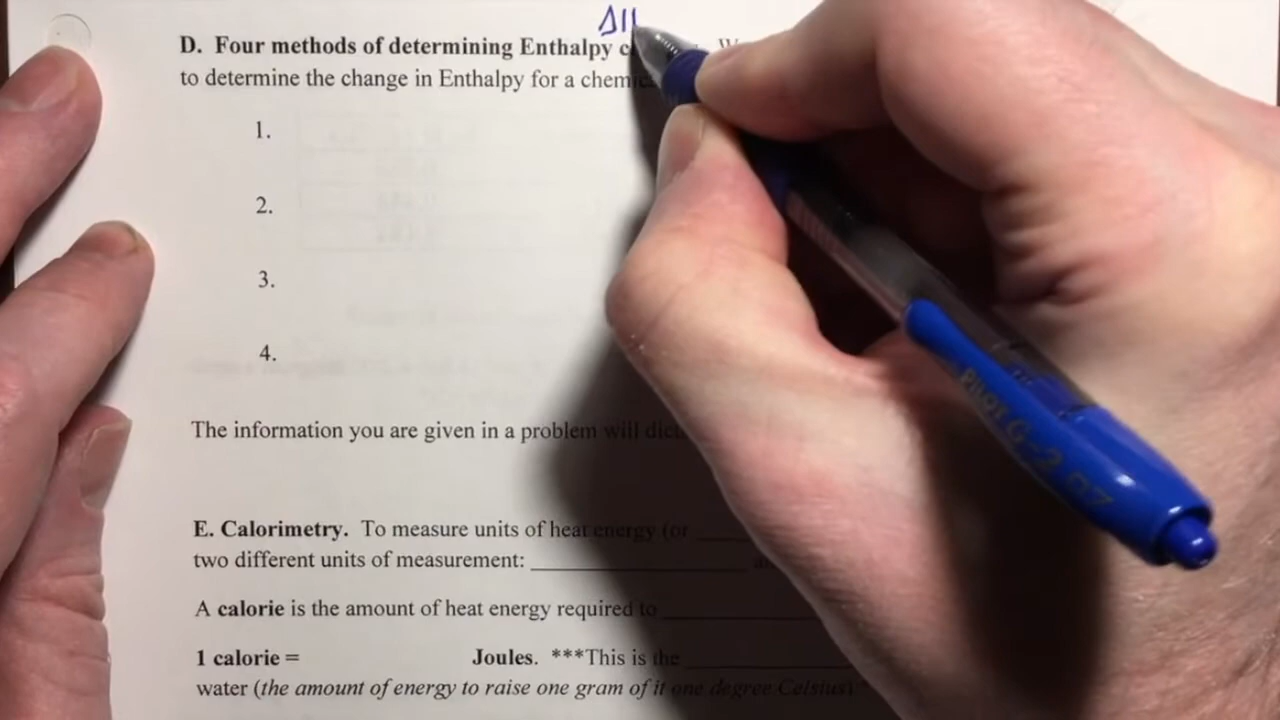 D. Four methods of determining Enthalpy
to determine the change in Enthalpy for a
1.
2.
3.
4.
The information you are given in a problem will
E. Calorimetry. To measure units of heat energy (or
two different units of measurement:
A calorie is the amount of heat energy required to
1 calorie = Joules. ***This is the
water (the amount of energy to raise one gram of it one degree Celsius)
PILOT G-2 07